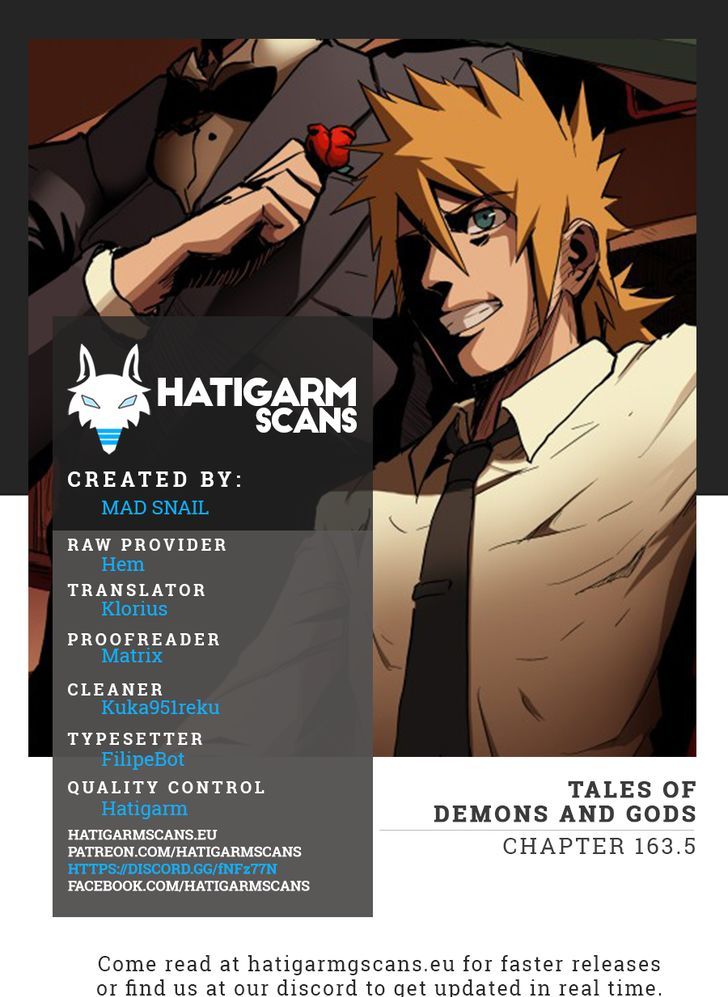 HATIGARM
SCANS
CREATED BY:
MAD SNAIL
RAW PROVIDER
Hem
TRANSLATOR
Klorius
PROOFREADER
Matrix
CLEANER
Kuka951reku
TYPESETTER
FilipeBot
QUALITY CONTROL
Hatigarm
HATIGARMSCANS.EU
PATREON.COM/HATIGARMSCANS
HTTPS://DISCORD.GG/fNFz77N
FACEBOOK.COM/HATIGARMSCANS
TALES OF
DEMONS AND GODS
CHAPTER 163.5
Come read at hatigarmgscans.eu for faster releases
or find us at our discord to get updated in real time.